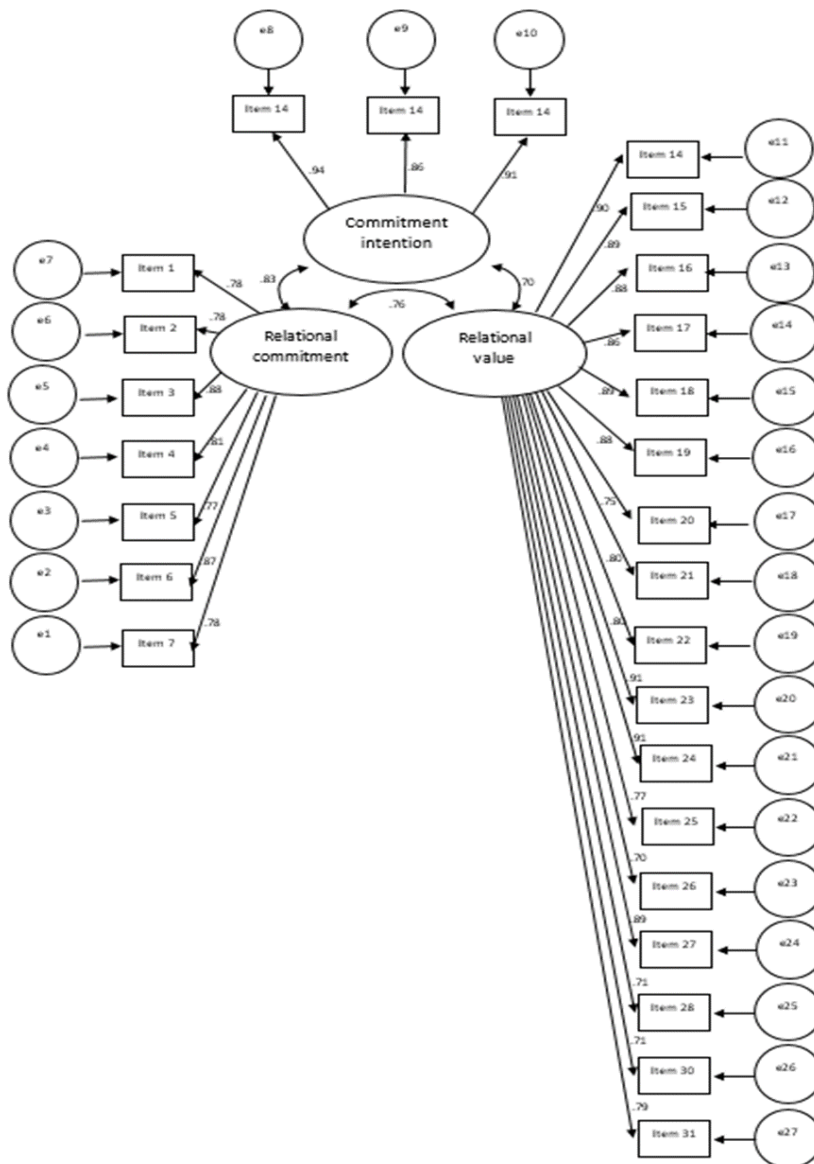 e8
e9
e10
Item 14
Item 14
Item 14
.94
.86
.91
Commitment
intention
.83
.76
.70
Relational
commitment
Relational
value
e7
Item 1
.78
e6
Item 2
.78
e5
Item 3
.88
e4
Item 4
.81
e3
Item 5
.77
e2
Item 6
.87
e1
Item 7
.78
Item 14
e11
.90
Item 15
e12
.89
Item 16
e13
.88
Item 17
e14
.86
Item 18
e15
.89
Item 19
e16
.88
Item 20
e17
.75
Item 21
e18
.80
Item 22
e19
.80
Item 23
e20
.91
Item 24
e21
.91
Item 25
e22
.77
Item 26
e23
.70
Item 27
e24
.89
Item 28
e25
.71
Item 30
e26
.71
Item 31
e27
.79